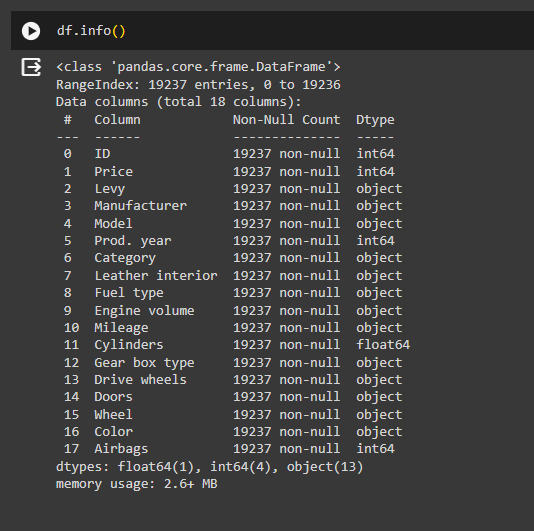 df.info()
<class 'pandas.core.frame.DataFrame'>
RangeIndex: 19237 entries, 0 to 19236
Data columns (total 18 columns):
 #   Column            Non-Null Count  Dtype
---  ------            --------------  -----
 0   ID                19237 non-null  int64
 1   Price             19237 non-null  int64
 2   Levy              19237 non-null  object
 3   Manufacturer      19237 non-null  object
 4   Model             19237 non-null  object
 5   Prod. year        19237 non-null  int64
 6   Category          19237 non-null  object
 7   Leather interior  19237 non-null  object
 8   Fuel type         19237 non-null  object
 9   Engine volume     19237 non-null  object
 10  Mileage           19237 non-null  object
 11  Cylinders         19237 non-null  float64
 12  Gear box type     19237 non-null  object
 13  Drive wheels      19237 non-null  object
 14  Doors             19237 non-null  object
 15  Wheel             19237 non-null  object
 16  Color             19237 non-null  object
 17  Airbags           19237 non-null  int64
dtypes: float64(1), int64(4), object(13)
memory usage: 2.6+ MB